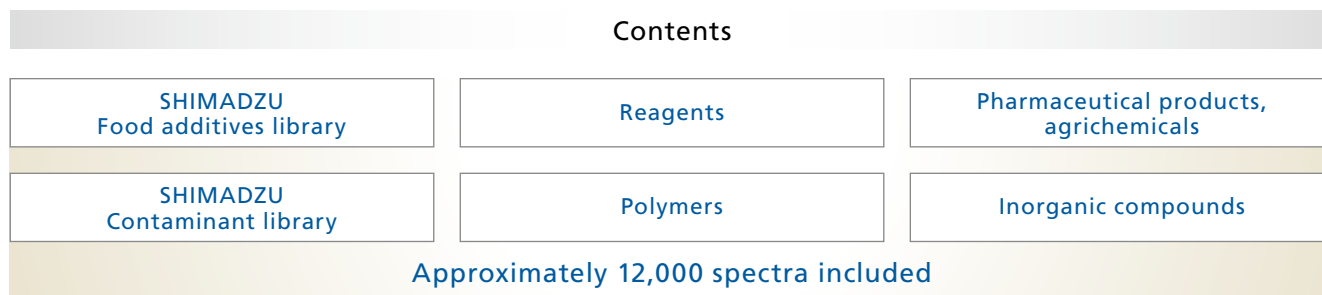 Contents
SHIMADZU
Food additives library
Reagents
Pharmaceutical products,
agrichemicals
SHIMADZU
Contaminant library
Polymers
Inorganic compounds
Approximately 12,000 spectra included